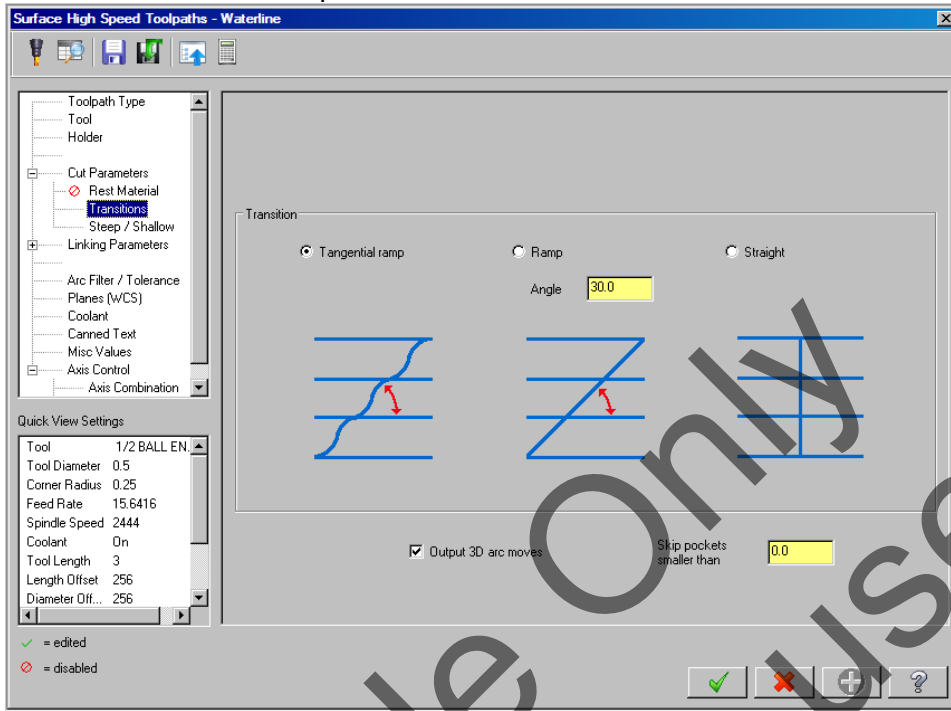 Surface High Speed Toolpaths - Waterline
Toolpath Type
Tool
Holder
Cut Parameters
Rest Material
Transitions
Steep / Shallow
Linking Parameters
Arc Filter / Tolerance
Planes (WCS)
Coolant
Canned Text
Misc Values
Axis Control
Axis Combination
Quick View Settings
Tool 1/2 BALL EN.
Tool Diameter 0.5
Corner Radius 0.25
Feed Rate 15.6416
Spindle Speed 2444
Coolant On
Tool Length 3
Length Offset 256
Diameter Off... 256
= edited
= disabled
Transition
Tangential ramp
Ramp
Straight
Angle 30.0
Output 3D arc moves
Skip pockets
smaller than 0.0
Only
use